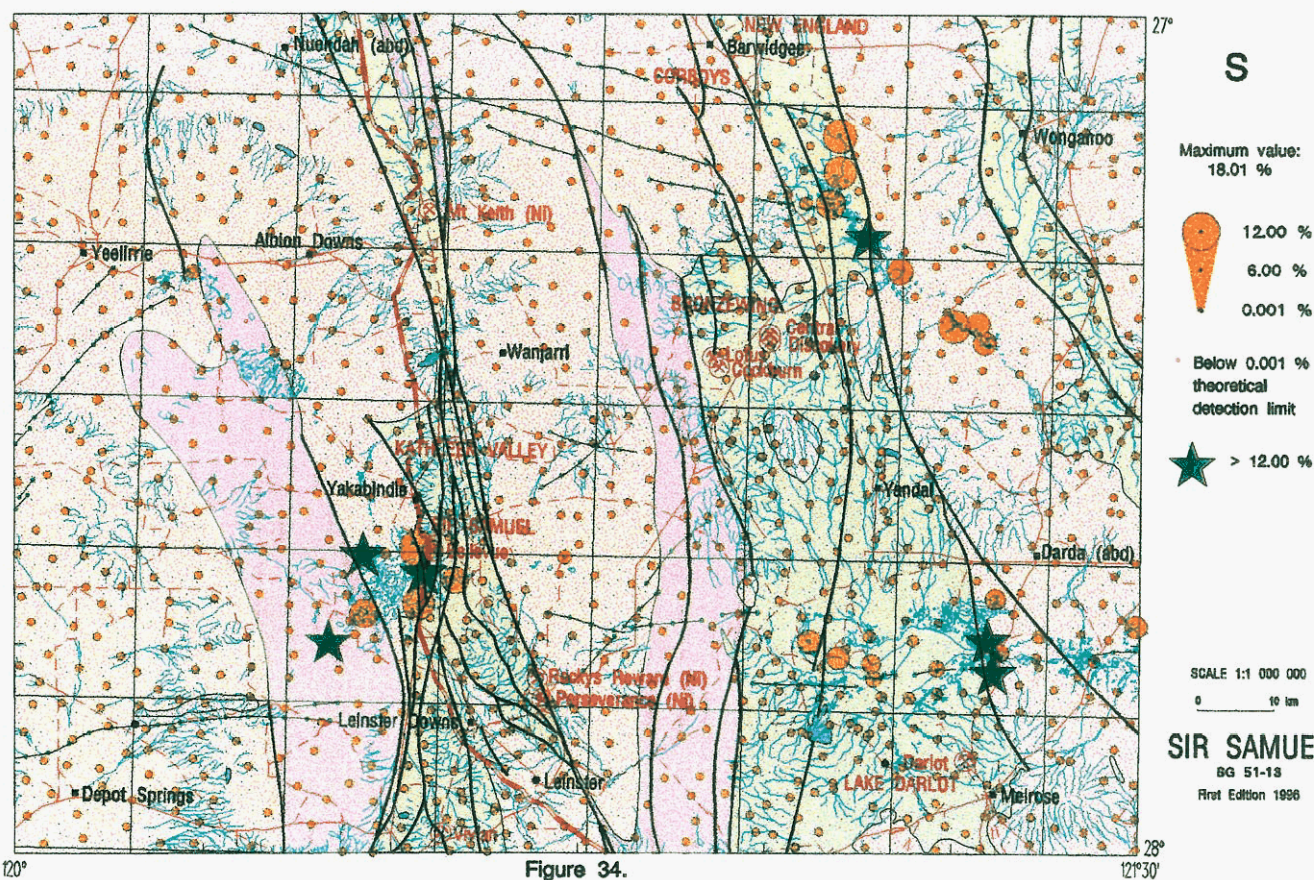 27°
NEW ENGLAND
Barwidgee
CORBOYS
Wonganoo
Mt Keith (Ni)
Yeelirrie
Albion Downs
BRONZEWING
Central
Discovery
Lotus
Cockburn
Wanjarri
KATHLEEN VALLEY
Yakabindie
Yandal
SAMUEL
Bellevue
Darda (abd)
Rockys Reward (Ni)
Perseverance (Ni)
Leinster Downs
Leinster
Darlot
LAKE DARLOT
Melrose
Depot Springs
Vivian
120°
Figure 34.
28°
121°30'
S
Maximum value:
18.01 %
12.00 %
6.00 %
0.001 %
Below 0.001 %
theoretical
detection limit
> 12.00 %
SCALE 1:1 000 000
0 10 km
SIR SAMUE
SG 51-13
First Edition 1996